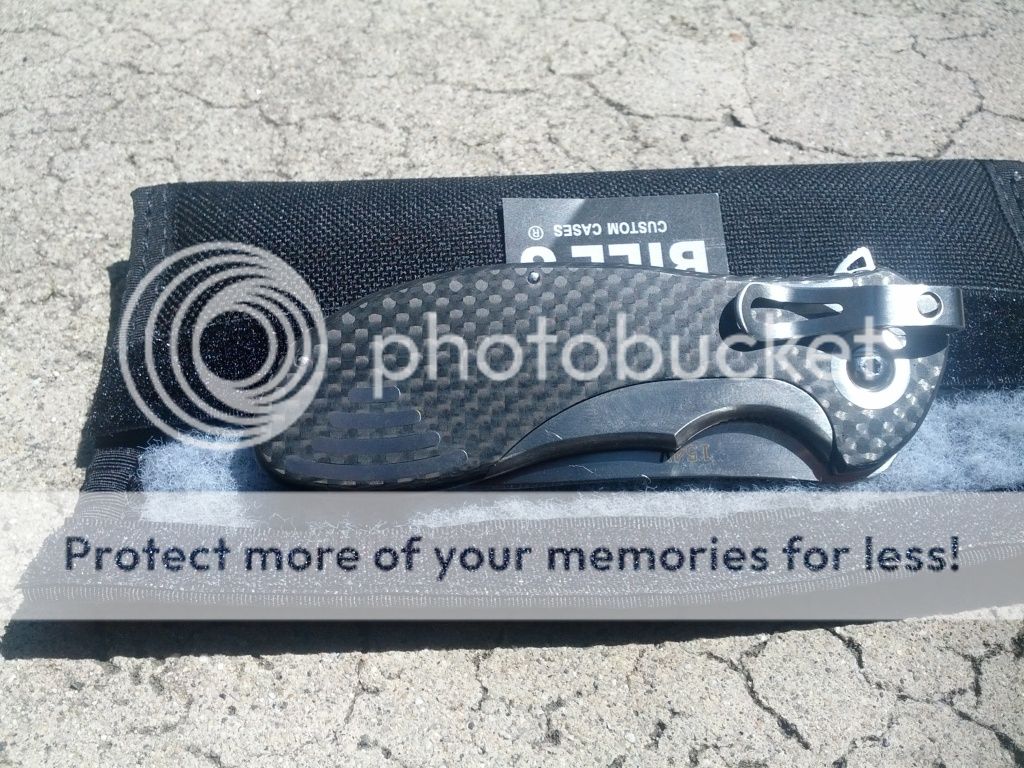 CUSTOM CASES ®
photobucket
Protect more of your memories for less!